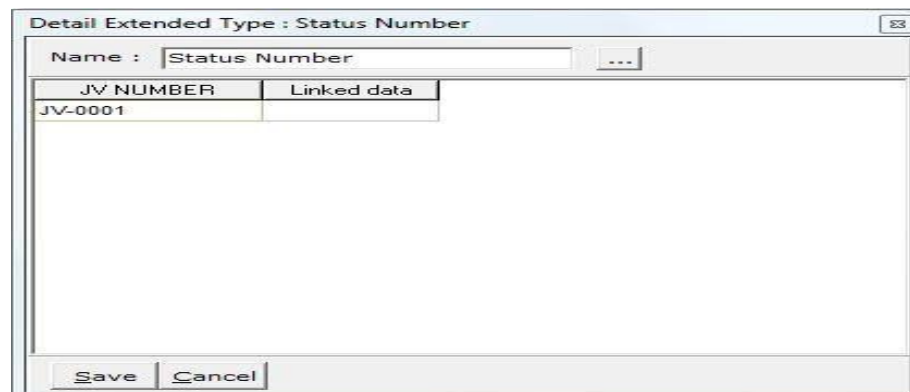 Detail Extended Type : Status Number
Name : Status Number ...
JV NUMBER Linked data
JV-0001
Save Cancel